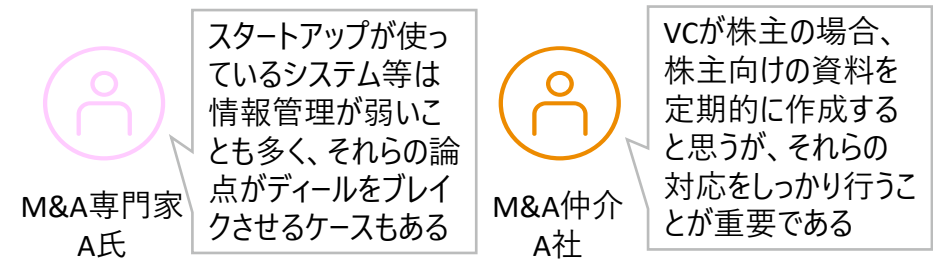 スタートアップが使っ
ているシステム等は
情報管理が弱いこ
とも多く、それらの論
点がディールをブレイ
クさせるケースもある
M&A専門家
A氏
VCが株主の場合、
株主向けの資料を
定期的に作成する
と思うが、それらの
対応をしっかり行うこ
とが重要である
M&A仲介
A社